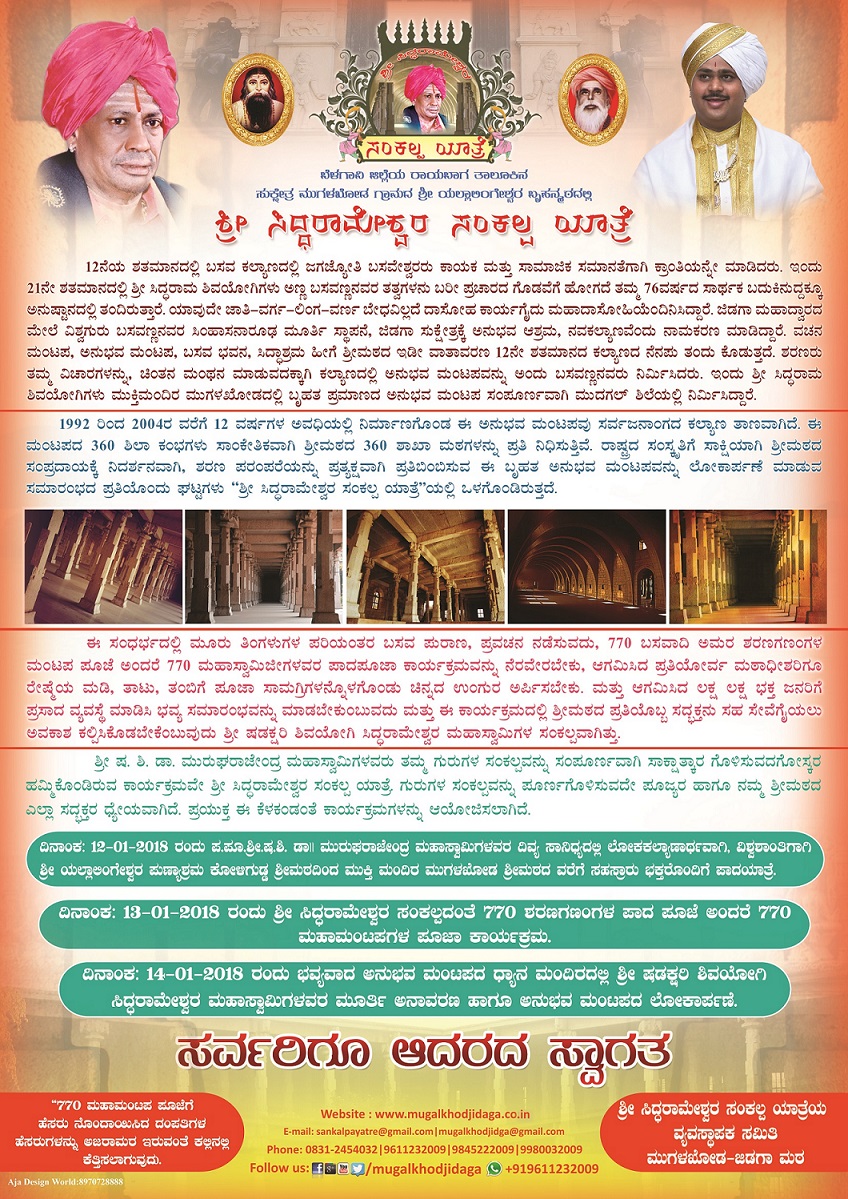 ಶ್ರೀ ಸಿದ್ಧರಾಮೇಶ್ವರ
ಸಂಕಲ್ಪ ಯಾತ್ರೆ
ಬೆಳಗಾವಿ ಜಿಲ್ಲೆಯ ರಾಯಬಾಗ ತಾಲೂಕಿನ
ಸುಕ್ಷೇತ್ರ ಮುಗಳಖೋಡ ಗ್ರಾಮದ ಶ್ರೀ ಯಲ್ಲಾಲಿಂಗೇಶ್ವರ ಬೃಹನ್ಮಠದಲ್ಲಿ
ಶ್ರೀ ಸಿದ್ಧರಾಮೇಶ್ವರ ಸಂಕಲ್ಪ ಯಾತ್ರೆ
12ನೆಯ ಶತಮಾನದಲ್ಲಿ ಬಸವ ಕಲ್ಯಾಣದಲ್ಲಿ ಜಗಜ್ಯೋತಿ ಬಸವೇಶ್ವರರು ಕಾಯಕ ಮತ್ತು ಸಾಮಾಜಿಕ ಸಮಾನತೆಗಾಗಿ ಕ್ರಾಂತಿಯನ್ನೇ ಮಾಡಿದರು. ಇಂದು
21ನೇ ಶತಮಾನದಲ್ಲಿ ಶ್ರೀ ಸಿದ್ಧರಾಮ ಶಿವಯೋಗಿಗಳು ಅಣ್ಣ ಬಸವಣ್ಣನವರ ತತ್ವಗಳನು ಬರೀ ಪ್ರಚಾರದ ಗೊಡವೆಗೆ ಹೋಗದೆ ತಮ್ಮ 76ವರ್ಷದ ಸಾರ್ಥಕ ಬದುಕಿನುದ್ದಕ್ಕೂ
ಅನುಷ್ಠಾನದಲ್ಲಿ ತಂದಿರುತ್ತಾರೆ. ಯಾವುದೇ ಜಾತಿ-ವರ್ಗ-ಲಿಂಗ-ವರ್ಣ ಬೇಧವಿಲ್ಲದೆ ದಾಸೋಹ ಕಾರ್ಯಗೈದು ಮಹಾದಾಸೋಹಿಯೆಂದಿನಿಸಿದ್ದಾರೆ. ಜಿಡಗಾ ಮಹಾದ್ವಾರದ
ಮೇಲೆ ವಿಶ್ವಗುರು ಬಸವಣ್ಣನವರ ಸಿಂಹಾಸನಾರೂಢ ಮೂರ್ತಿ ಸ್ಥಾಪನೆ, ಜಿಡಗಾ ಸುಕ್ಷೇತ್ರಕ್ಕೆ ಅನುಭವ ಆಶ್ರಮ, ನವಕಲ್ಯಾಣವೆಂದು ನಾಮಕರಣ ಮಾಡಿದ್ದಾರೆ. ವಚನ
ಮಂಟಪ, ಅನುಭವ ಮಂಟಪ, ಬಸವ ಭವನ, ಸಿದ್ಧಾಶ್ರಮ ಹೀಗೆ ಶ್ರೀಮಠದ ಇಡೀ ವಾತಾವರಣ 12ನೇ ಶತಮಾನದ ಕಲ್ಯಾಣದ ನೆನಪು ತಂದು ಕೊಡುತ್ತದೆ. ಶರಣರು
ತಮ್ಮ ವಿಚಾರಗಳನ್ನು, ಚಿಂತನ ಮಂಥನ ಮಾಡುವದಕ್ಕಾಗಿ ಕಲ್ಯಾಣದಲ್ಲಿ ಅನುಭವ ಮಂಟಪವನ್ನು ಅಂದು ಬಸವಣ್ಣನವರು ನಿರ್ಮಿಸಿದರು. ಇಂದು ಶ್ರೀ ಸಿದ್ಧರಾಮ
ಶಿವಯೋಗಿಗಳು ಮುಕ್ತಿಮಂದಿರ ಮುಗಳಖೋಡದಲ್ಲಿ ಬೃಹತ ಪ್ರಮಾಣದ ಅನುಭವ ಮಂಟಪ ಸಂಪೂರ್ಣವಾಗಿ ಮುದಗಲ್ ಶಿಲೆಯಲ್ಲಿ ನಿರ್ಮಿಸಿದ್ದಾರೆ.
1992 ರಿಂದ 2004ರ ವರೆಗೆ 12 ವರ್ಷಗಳ ಅವಧಿಯಲ್ಲಿ ನಿರ್ಮಾಣಗೊಂಡ ಈ ಅನುಭವ ಮಂಟಪವು ಸರ್ವಜನಾಂಗದ ಕಲ್ಯಾಣ ತಾಣವಾಗಿದೆ. ಈ
ಮಂಟಪದ 360 ಶಿಲಾ ಕಂಭಗಳು ಸಾಂಕೇತಿಕವಾಗಿ ಶ್ರೀಮಠದ 360 ಶಾಖಾ ಮಠಗಳನ್ನು ಪ್ರತಿ ನಿಧಿಸುತ್ತಿವೆ. ರಾಷ್ಟ್ರದ ಸಂಸ್ಕೃತಿಗೆ ಸಾಕ್ಷಿಯಾಗಿ ಶ್ರೀಮಠದ
ಸಂಪ್ರದಾಯಕ್ಕೆ ನಿದರ್ಶನವಾಗಿ, ಶರಣ ಪರಂಪರೆಯನ್ನು ಪ್ರತ್ಯಕ್ಷವಾಗಿ ಪ್ರತಿಬಿಂಬಿಸುವ ಈ ಬೃಹತ ಅನುಭವ ಮಂಟಪವನ್ನು ಲೋಕಾರ್ಪಣೆ ಮಾಡುವ
ಸಮಾರಂಭದ ಪ್ರತಿಯೊಂದು ಘಟ್ಟಗಳು “ಶ್ರೀ ಸಿದ್ಧರಾಮೇಶ್ವರ ಸಂಕಲ್ಪ ಯಾತ್ರೆ”ಯಲ್ಲಿ ಒಳಗೊಂಡಿರುತ್ತದೆ.
ಈ ಸಂಧರ್ಭದಲ್ಲಿ ಮೂರು ತಿಂಗಳುಗಳ ಪರಿಯಂತರ ಬಸವ ಪುರಾಣ, ಪ್ರವಚನ ನಡೆಸುವದು, 770 ಬಸವಾದಿ ಅಮರ ಶರಣಗಣಂಗಳ
ಮಂಟಪ ಪೂಜೆ ಅಂದರೆ 770 ಮಹಾಸ್ವಾಮಿಜೀಗಳವರ ಪಾದಪೂಜಾ ಕಾರ್ಯಕ್ರಮವನ್ನು ನೆರವೇರಬೇಕು, ಆಗಮಿಸಿದ ಪ್ರತಿಯೋರ್ವ ಮಠಾಧೀಶರಿಗೂ
ರೇಷ್ಮೆಯ ಮಡಿ, ತಾಟು, ತಂಬಿಗೆ ಪೂಜಾ ಸಾಮಗ್ರಿಗಳನ್ನೊಳಗೊಂಡು ಚಿನ್ನದ ಉಂಗುರ ಅರ್ಪಿಸಬೇಕು. ಮತ್ತು ಆಗಮಿಸಿದ ಲಕ್ಷ ಲಕ್ಷ ಭಕ್ತ ಜನರಿಗೆ
ಪ್ರಸಾದ ವ್ಯವಸ್ಥೆ ಮಾಡಿಸಿ ಭವ್ಯ ಸಮಾರಂಭವನ್ನು ಮಾಡಬೇಕುಂಬುವದು ಮತ್ತು ಈ ಕಾರ್ಯಕ್ರಮದಲ್ಲಿ ಶ್ರೀಮಠದ ಪ್ರತಿಯೊಬ್ಬ ಸದ್ಭಕ್ತನು ಸಹ ಸೇವೆಗೈಯಲು
ಅವಕಾಶ ಕಲ್ಪಿಸಿಕೊಡಬೇಕೆಂಬುವುದು ಶ್ರೀ ಷಡಕ್ಷರಿ ಶಿವಯೋಗಿ ಸಿದ್ಧರಾಮೇಶ್ವರ ಮಹಾಸ್ವಾಮಿಗಳ ಸಂಕಲ್ಪವಾಗಿತ್ತು.
ಶ್ರೀ ಷ. ಶಿ. ಡಾ. ಮುರುಘರಾಜೇಂದ್ರ ಮಹಾಸ್ವಾಮಿಗಳವರು ತಮ್ಮ ಗುರುಗಳ ಸಂಕಲ್ಪವನ್ನು ಸಂಪೂರ್ಣವಾಗಿ ಸಾಕ್ಷಾತ್ಕಾರ ಗೊಳಿಸುವದಗೋಸ್ಕರ
ಹಮ್ಮಿಕೊಂಡಿರುವ ಕಾರ್ಯಕ್ರಮವೇ ಶ್ರೀ ಸಿದ್ಧರಾಮೇಶ್ವರ ಸಂಕಲ್ಪ ಯಾತ್ರೆ. ಗುರುಗಳ ಸಂಕಲ್ಪವನ್ನು ಪೂರ್ಣಗೊಳಿಸುವದೇ ಪೂಜ್ಯರ ಹಾಗೂ ನಮ್ಮ ಶ್ರೀಮಠದ
ಎಲ್ಲಾ ಸದ್ಭಕ್ತರ ಧ್ಯೇಯವಾಗಿದೆ. ಪ್ರಯುಕ್ತ ಈ ಕೆಳಕಂಡಂತೆ ಕಾರ್ಯಕ್ರಮಗಳನ್ನು ಆಯೋಜಿಸಲಾಗಿದೆ.
ದಿನಾಂಕ: 12-01-2018 ರಂದು ಪ.ಪೂ.ಶ್ರೀ.ಷ.ಶಿ. ಡಾ|| ಮುರುಘರಾಜೇಂದ್ರ ಮಹಾಸ್ವಾಮಿಗಳವರ ದಿವ್ಯ ಸಾನಿಧ್ಯದಲ್ಲಿ ಲೋಕಕಲ್ಯಾಣಾರ್ಥವಾಗಿ, ವಿಶ್ವಶಾಂತಿಗಾಗಿ
ಶ್ರೀ ಯಲ್ಲಾಲಿಂಗೇಶ್ವರ ಪುಣ್ಯಾಶ್ರಮ ಕೋಳಿಗುಡ್ಡ ಶ್ರೀಮಠದಿಂದ ಮುಕ್ತಿ ಮಂದಿರ ಮುಗಳಖೋಡ ಶ್ರೀಮಠದ ವರೆಗೆ ಸಹಸ್ರಾರು ಭಕ್ತರೊಂದಿಗೆ ಪಾದಯಾತ್ರೆ.
ದಿನಾಂಕ: 13-01-2018 ರಂದು ಶ್ರೀ ಸಿದ್ಧರಾಮೇಶ್ವರ ಸಂಕಲ್ಪದಂತೆ 770 ಶರಣಗಣಂಗಳ ಪಾದ ಪೂಜೆ ಅಂದರೆ 770
ಮಹಾಮಂಟಪಗಳ ಪೂಜಾ ಕಾರ್ಯಕ್ರಮ.
ದಿನಾಂಕ: 14-01-2018 ರಂದು ಭವ್ಯವಾದ ಅನುಭವ ಮಂಟಪದ ಧ್ಯಾನ ಮಂದಿರದಲ್ಲಿ ಶ್ರೀ ಷಡಕ್ಷರಿ ಶಿವಯೋಗಿ
ಸಿದ್ಧರಾಮೇಶ್ವರ ಮಹಾಸ್ವಾಮಿಗಳವರ ಮೂರ್ತಿ ಅನಾವರಣ ಹಾಗೂ ಅನುಭವ ಮಂಟಪದ ಲೋಕಾರ್ಪಣೆ.
ಸರ್ವರಿಗೂ ಆದರದ ಸ್ವಾಗತ
“770 ಮಹಾಮಂಟಪ ಪೂಜೆಗೆ
ಹೆಸರು ನೊಂದಾಯಿಸಿದ ದಂಪತಿಗಳ
ಹೆಸರುಗಳನ್ನು ಅಜರಾಮರ ಇರುವಂತೆ ಕಲ್ಲಿನಲ್ಲಿ
ಕೆತ್ತಿಸಲಾಗುವುದು.
Website : www.mugalkhodjidaga.co.in
E-mail: sankalpayatre@gmail.com|mugalkhodjidga@gmail.com
Phone: 0831-2454032|9611232009|9845222009|9980032009
Follow us: /mugalkhodjidaga +919611232009
ಶ್ರೀ ಸಿದ್ಧರಾಮೇಶ್ವರ ಸಂಕಲ್ಪ ಯಾತ್ರೆಯ
ವ್ಯವಸ್ಥಾಪಕ ಸಮಿತಿ
ಮುಗಳಖೋಡ-ಜಿಡಗಾ ಮಠ
Aja Design World:8970728888